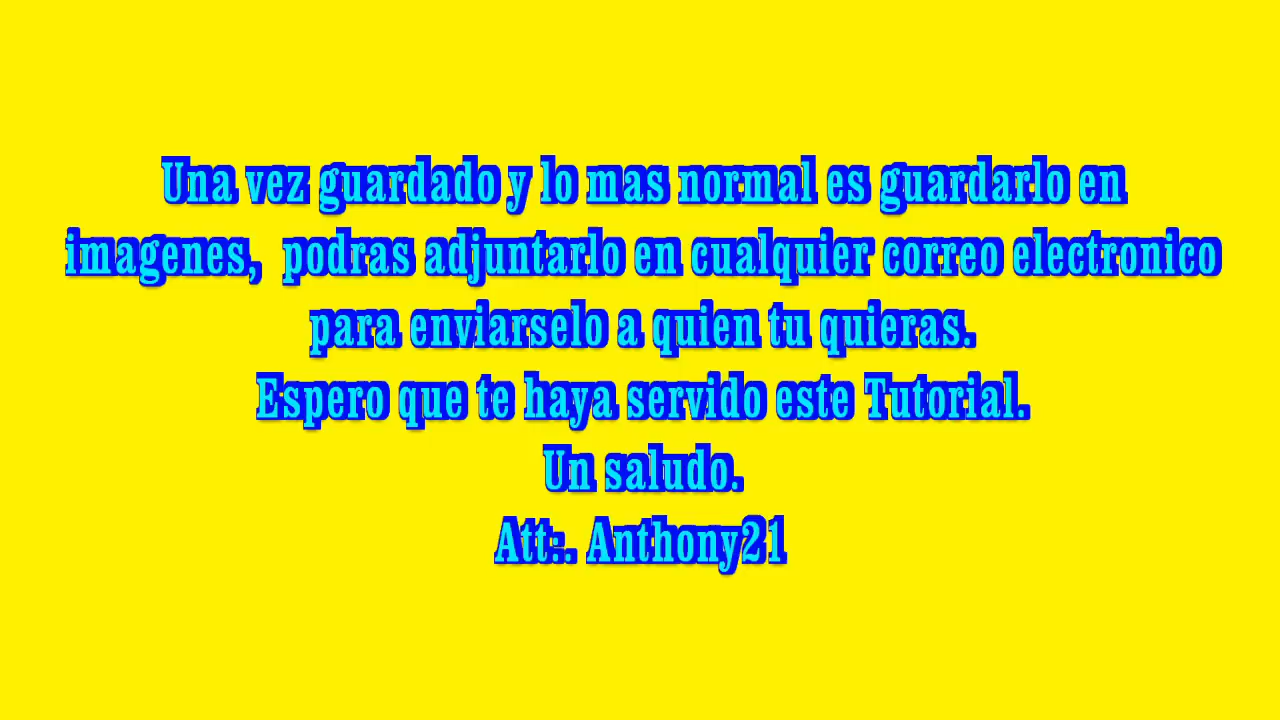 Una vez guardado y lo mas normal es guardarlo en
imagenes,  podras adjuntarlo en cualquier correo electronico
para enviarselo a quien tu quieras.
Espero que te haya servido este Tutorial.
Un saludo.
Att:. Anthony21